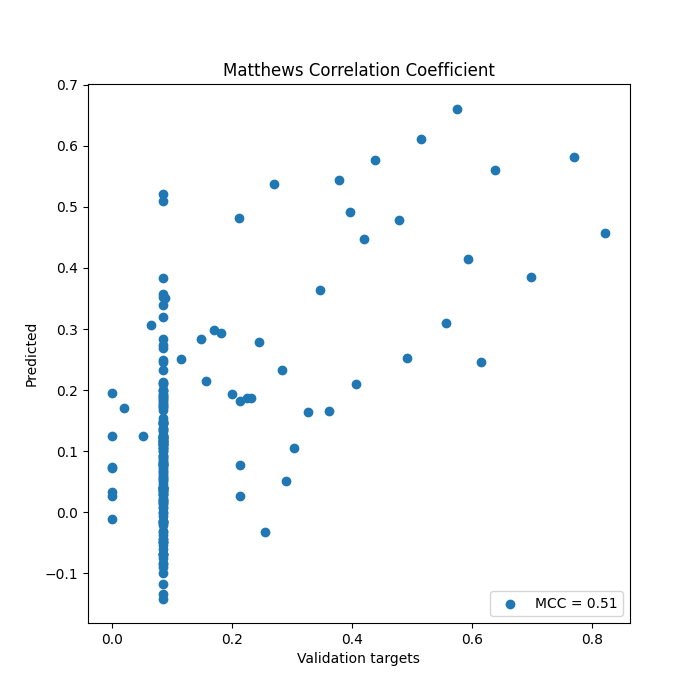 Matthews Correlation Coefficient
0.7
0.6
0.5
0.4
0.3
0.2
0.1
0.0
−0.1
Predicted
MCC = 0.51
0.0 0.2 0.4 0.6 0.8
Validation targets